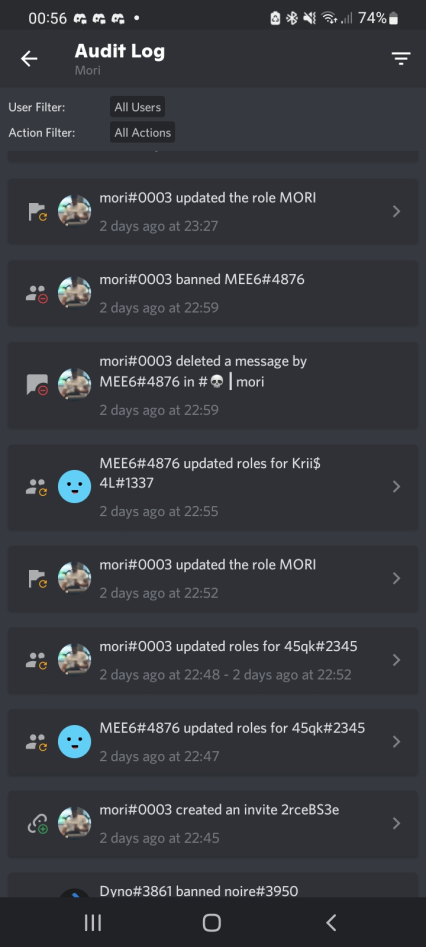 00:56
74%
Audit Log
Mori
User Filter: All Users
Action Filter: All Actions
mori#0003 updated the role MORI
2 days ago at 23:27
mori#0003 banned MEE6#4876
2 days ago at 22:59
mori#0003 deleted a message by
MEE6#4876 in #💀┃mori
2 days ago at 22:59
MEE6#4876 updated roles for Krii$
4L#1337
2 days ago at 22:55
mori#0003 updated the role MORI
2 days ago at 22:52
mori#0003 updated roles for 45qk#2345
2 days ago at 22:48 - 2 days ago at 22:52
MEE6#4876 updated roles for 45qk#2345
2 days ago at 22:47
mori#0003 created an invite 2rceBS3e
2 days ago at 22:45
Dyno#3861 banned noire#3950